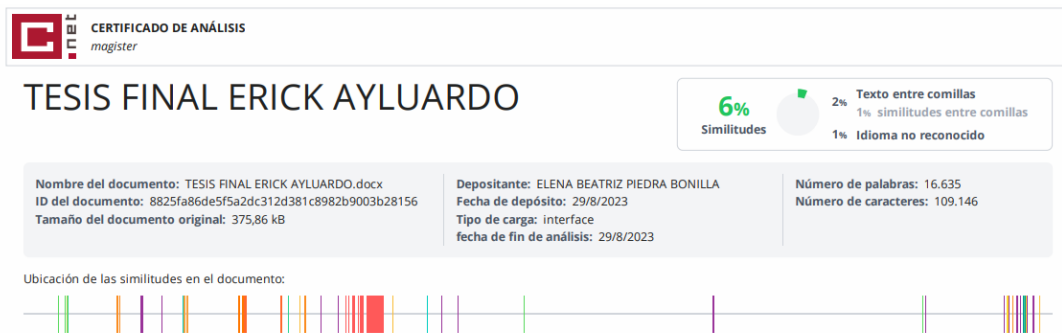 C
.net
CERTIFICADO DE ANÁLISIS
magister
TESIS FINAL ERICK AYLUARDO
6%
Similitudes
2% Texto entre comillas
1% similitudes entre comillas
1% Idioma no reconocido
Nombre del documento: TESIS FINAL ERICK AYLUARDO.docx
ID del documento: 8825fa86de5f5a2dc312d381c8982b9003b28156
Tamaño del documento original: 375,86 kB
Depositante: ELENA BEATRIZ PIEDRA BONILLA
Fecha de depósito: 29/8/2023
Tipo de carga: interface
fecha de fin de análisis: 29/8/2023
Número de palabras: 16.635
Número de caracteres: 109.146
Ubicación de las similitudes en el documento: